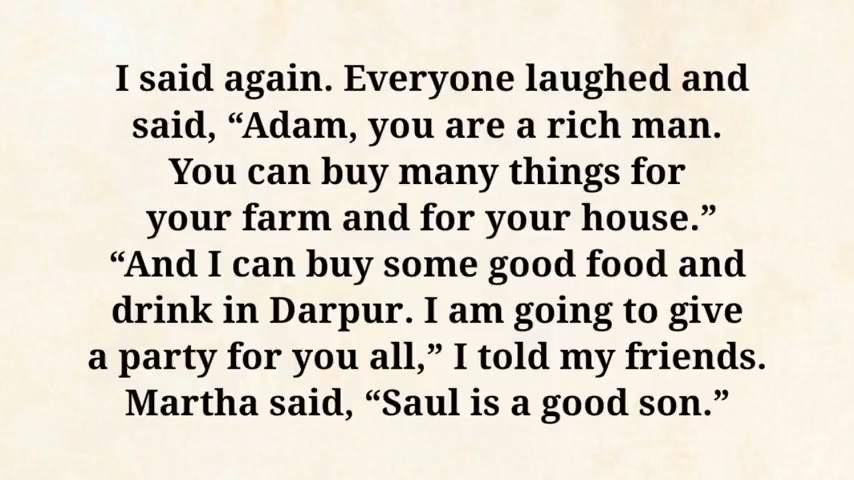 I said again. Everyone laughed and
said, “Adam, you are a rich man.
You can buy many things for
your farm and for your house.”
“And I can buy some good food and
drink in Darpur. I am going to give
a party for you all,” I told my friends.
Martha said, “Saul is a good son.”